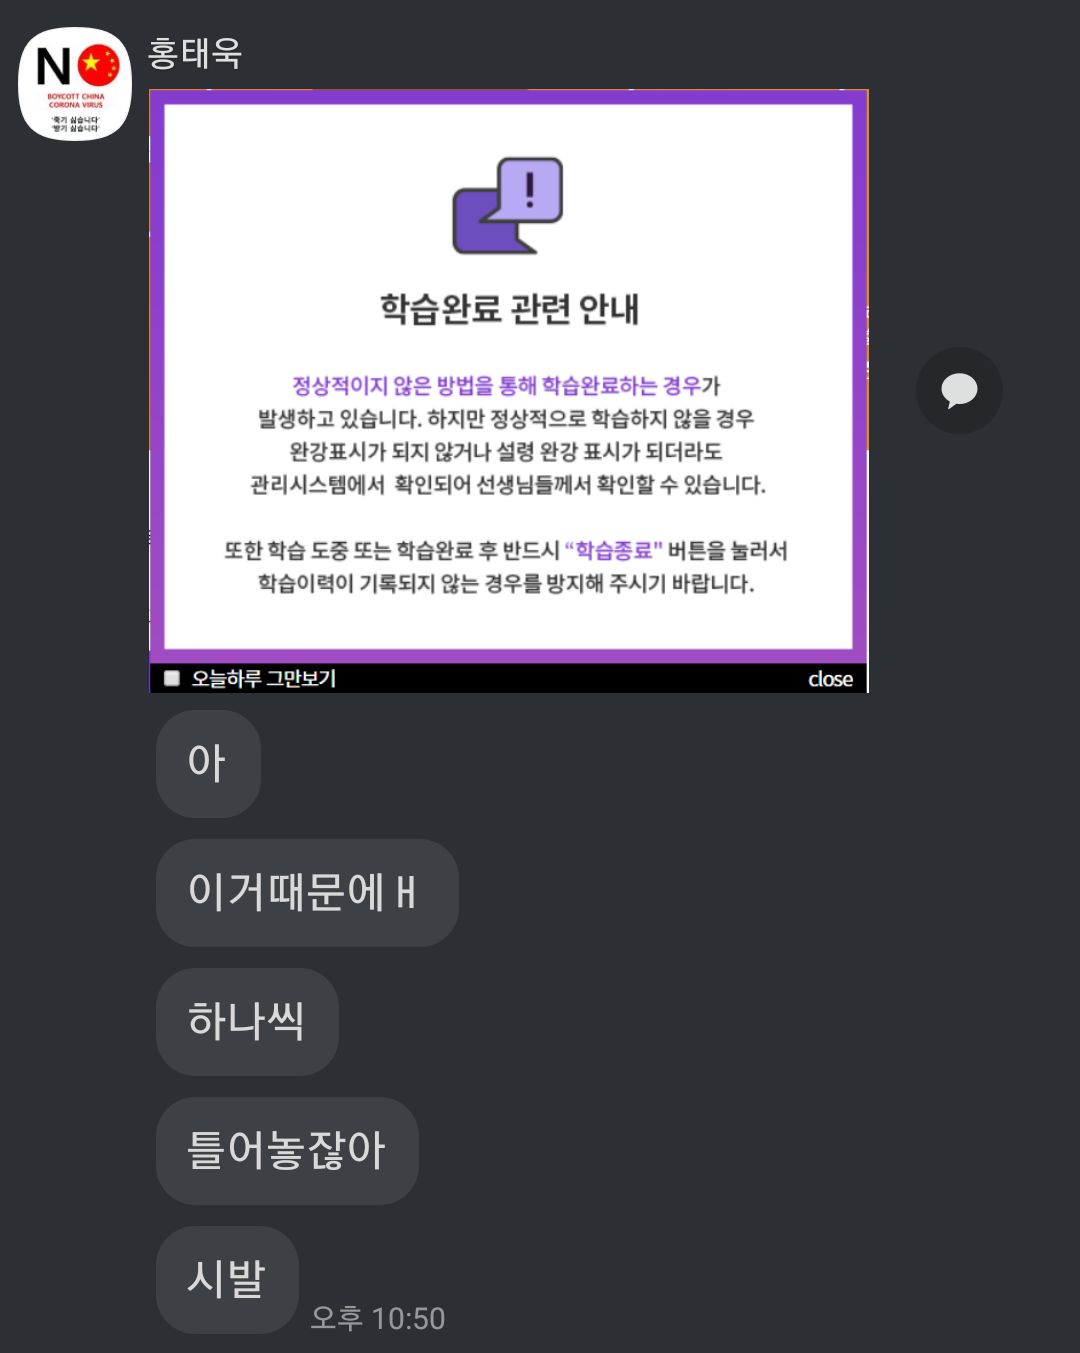 홍태욱
NO
BOYCOTT CHINA
CORONA VIRUS
'죽기 싫습니다'
'받기 싫습니다'
!
학습완료 관련 안내
정상적이지 않은 방법을 통해 학습완료하는 경우가
발생하고 있습니다. 하지만 정상적으로 학습하지 않을 경우
완강표시가 되지 않거나 설령 완강 표시가 되더라도
관리시스템에서 확인되어 선생님들께서 확인할 수 있습니다.
또한 학습 도중 또는 학습완료 후 반드시 “학습종료" 버튼을 눌러서
학습이력이 기록되지 않는 경우를 방지해 주시기 바랍니다.
오늘하루 그만보기
close
아
이거때문에ㅐ
하나씩
틀어놓잖아
시발
오후 10:50